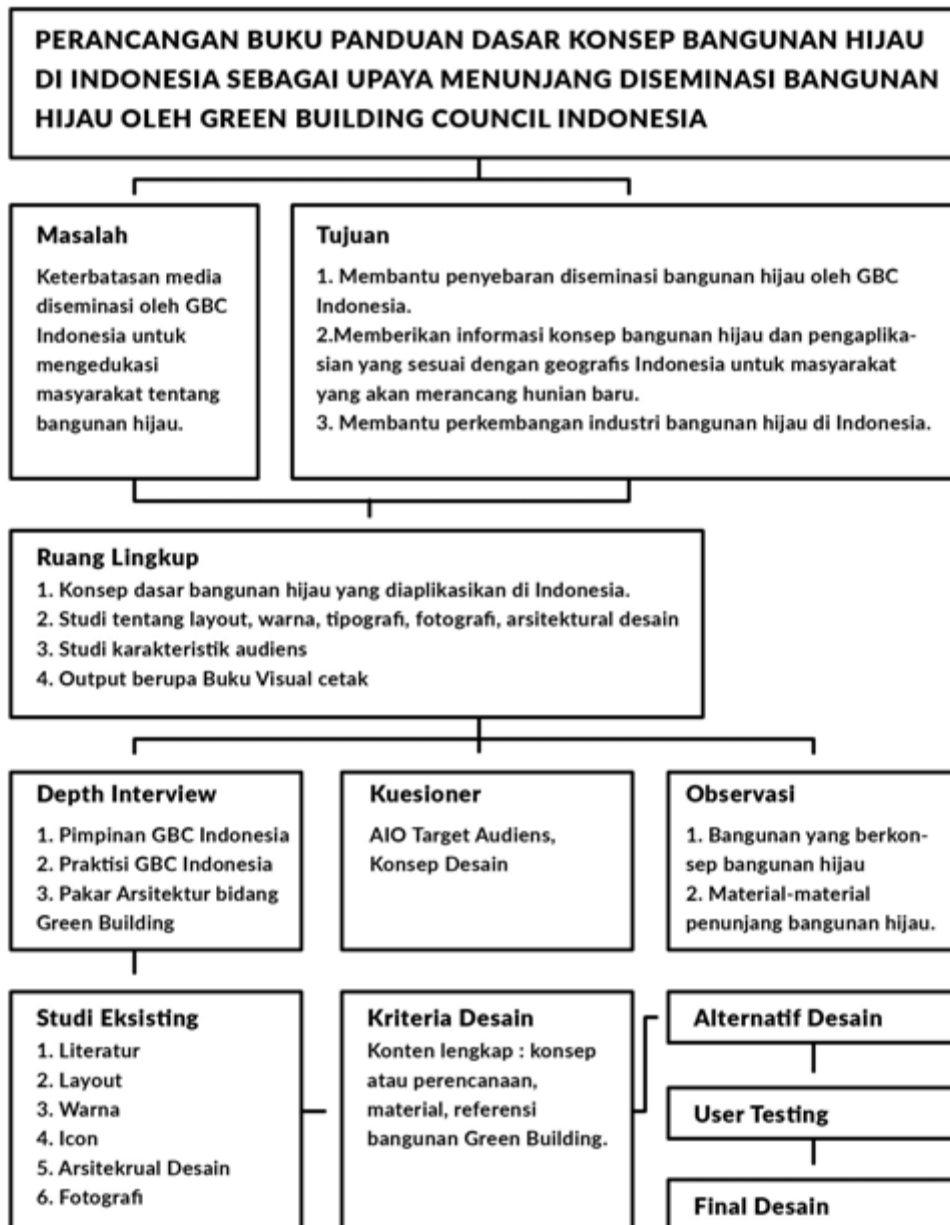 PERANCANGAN BUKU PANDUAN DASAR KONSEP BANGUNAN HIJAU
DI INDONESIA SEBAGAI UPAYA MENUNJANG DISEMINASI BANGUNAN
HIJAU OLEH GREEN BUILDING COUNCIL INDONESIA
Masalah
Keterbatasan media
diseminasi oleh GBC
Indonesia untuk
mengedukasi
masyarakat tentang
bangunan hijau.
Tujuan
1. Membantu penyebaran diseminasi bangunan hijau oleh GBC
Indonesia.
2.Memberikan informasi konsep bangunan hijau dan pengaplika-
sian yang sesuai dengan geografis Indonesia untuk masyarakat
yang akan merancang hunian baru.
3. Membantu perkembangan industri bangunan hijau di Indonesia.
Ruang Lingkup
1. Konsep dasar bangunan hijau yang diaplikasikan di Indonesia.
2. Studi tentang layout, warna, tipografi, fotografi, arsitektural desain
3. Studi karakteristik audiens
4. Output berupa Buku Visual cetak
Depth Interview
1. Pimpinan GBC Indonesia
2. Praktisi GBC Indonesia
3. Pakar Arsitektur bidang
Green Building
Kuesioner
AIO Target Audiens,
Konsep Desain
Observasi
1. Bangunan yang berkon-
sep bangunan hijau
2. Material-material
penunjang bangunan hijau.
Studi Eksisting
1. Literatur
2. Layout
3. Warna
4. Icon
5. Arsitekrual Desain
6. Fotografi
Kriteria Desain
Konten lengkap : konsep
atau perencanaan,
material, referensi
bangunan Green Building.
Alternatif Desain
User Testing
Final Desain